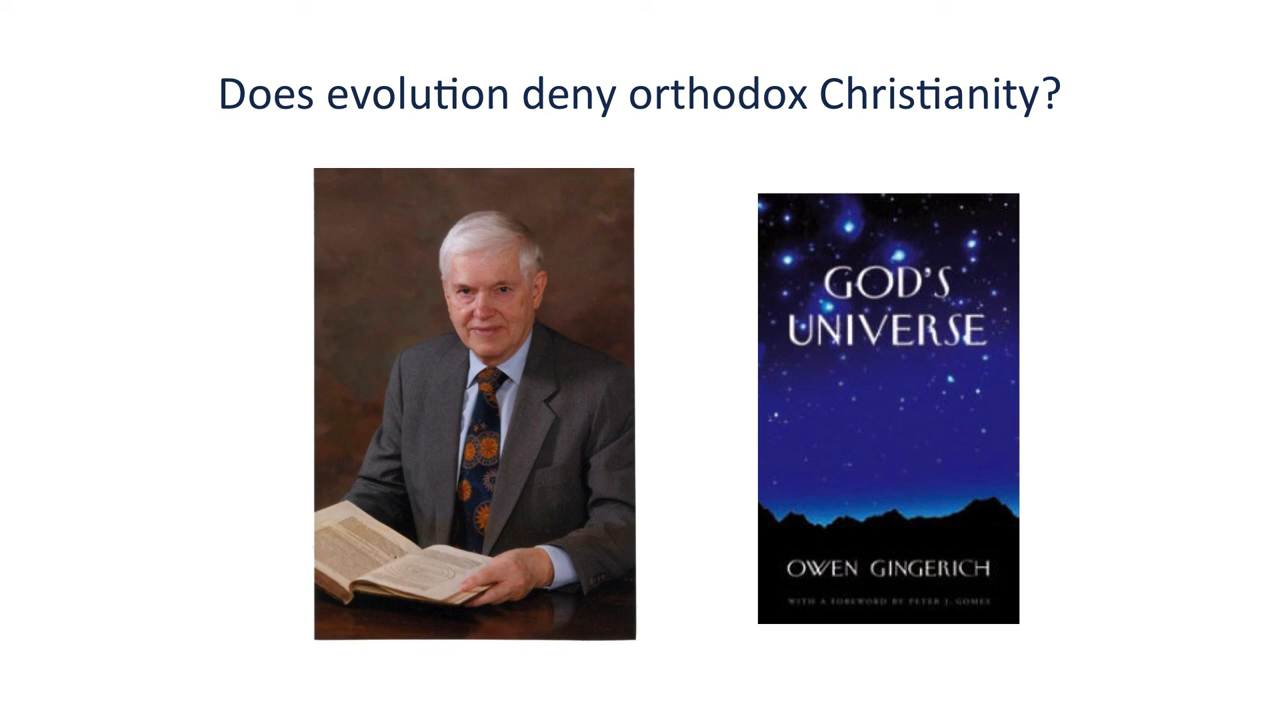 Does evolution deny orthodox Christianity?
GOD'S
UNIVERSE
OWEN GINGERICH
WITH A FOREWORD BY PETER J. GOMES